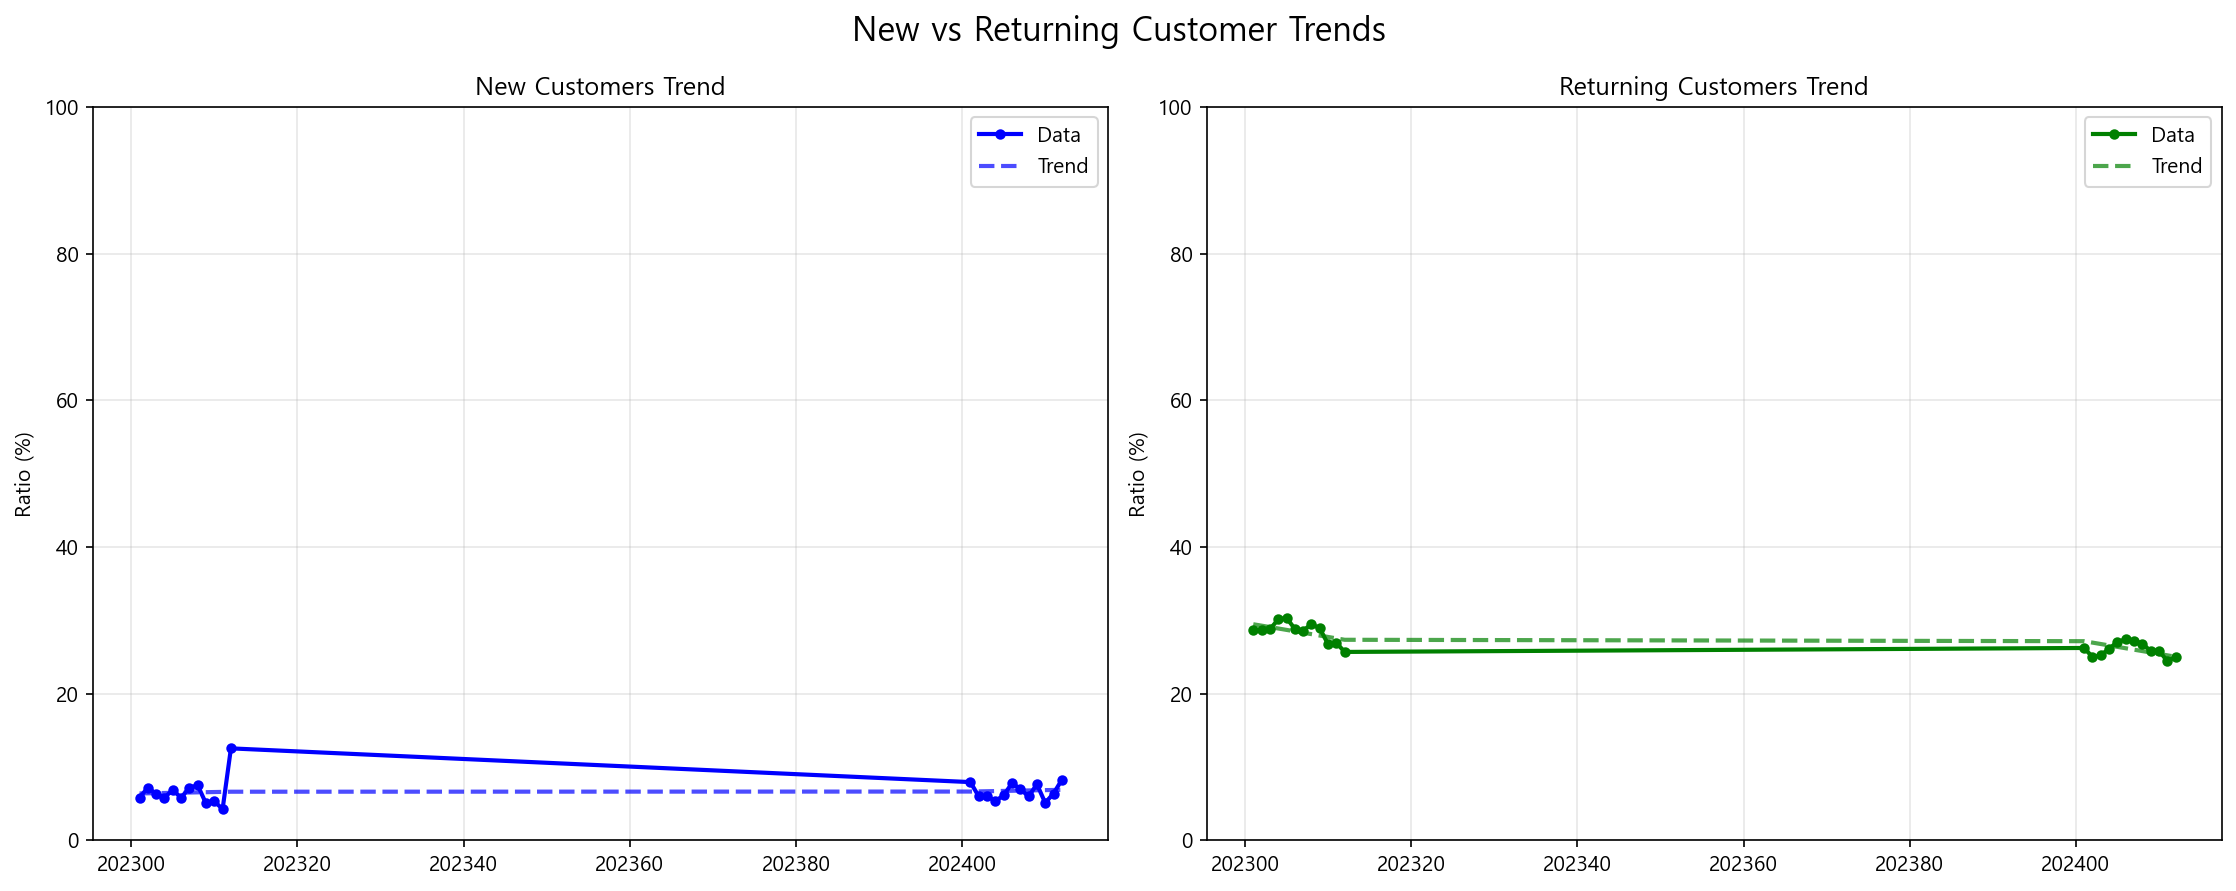 New vs Returning Customer Trends
New Customers Trend
100
80
60
40
20
0
Ratio (%)
202300 202320 202340 202360 202380 202400
Data
Trend
Returning Customers Trend
100
80
60
40
20
0
Ratio (%)
202300 202320 202340 202360 202380 202400
Data
Trend